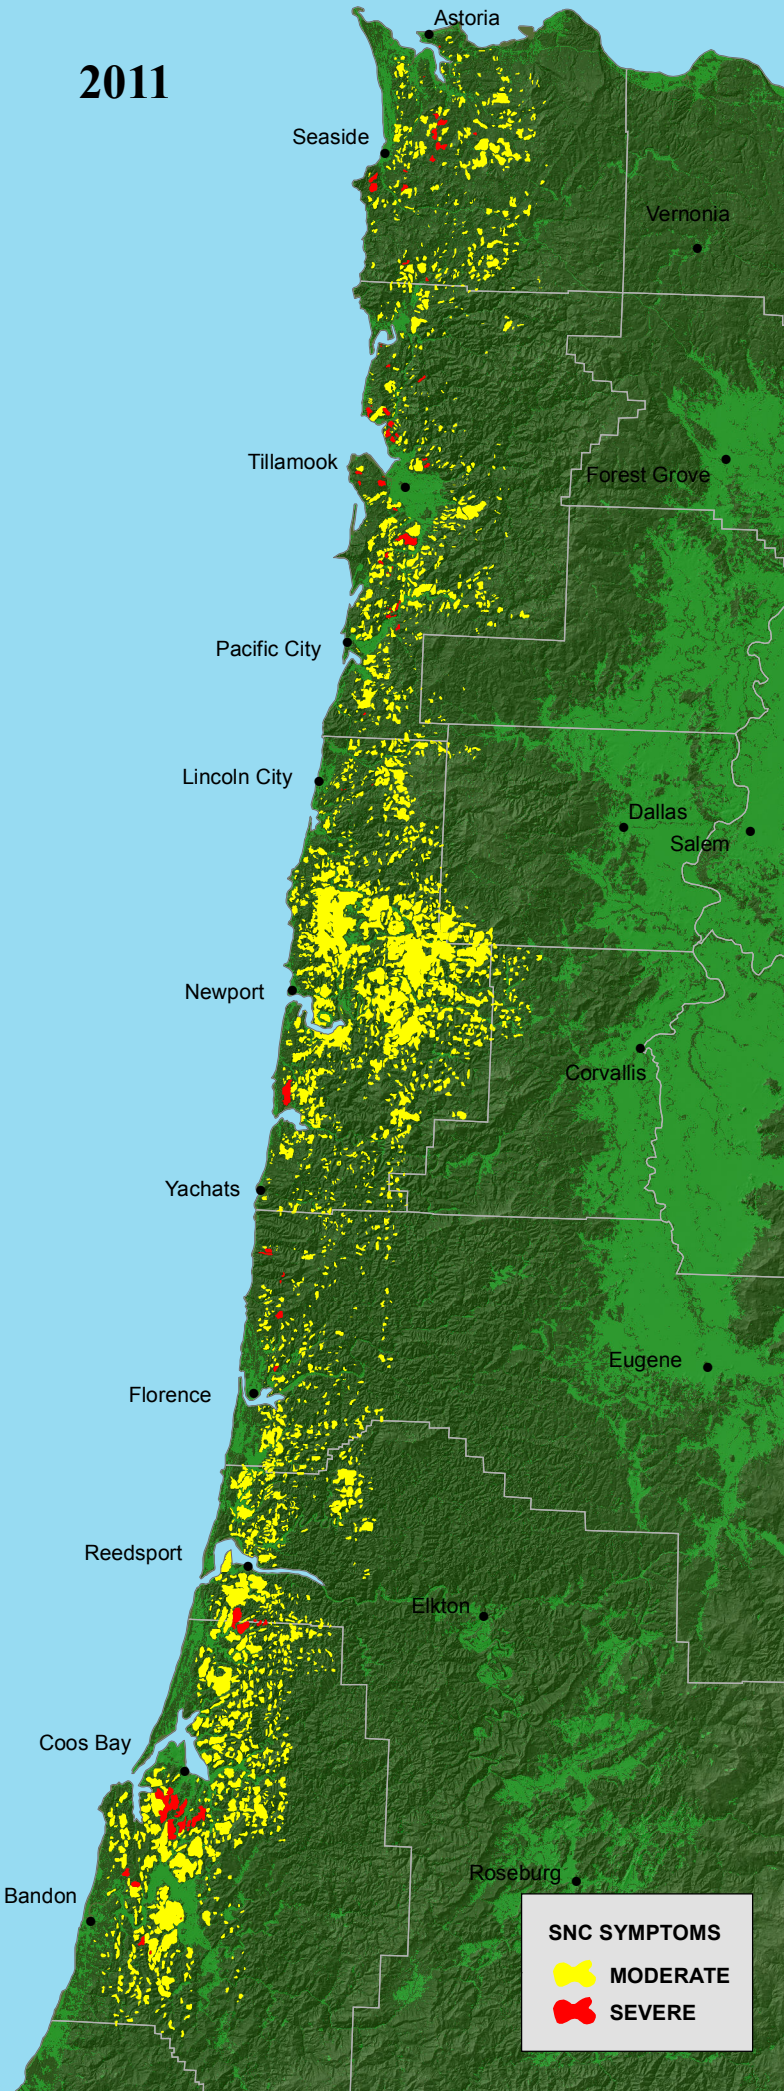 Astoria
2011
Seaside
Vernonia
Tillamook
Forest Grove
Pacific City
Lincoln City
Dallas
Salem
Newport
Corvallis
Yachats
Eugene
Florence
Reedsport
Elkton
Coos Bay
Roseburg
Bandon
SNC SYMPTOMS
MODERATE
SEVERE